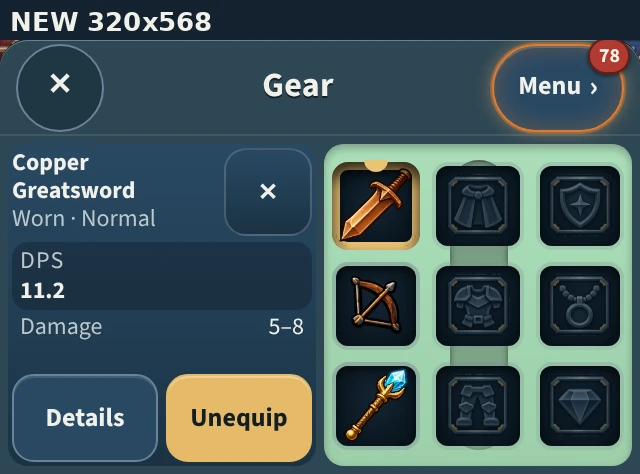 NEW 320x568
×
Gear
Menu ›
78
Copper
Greatsword
Worn · Normal
×
DPS
11.2
Damage 5–8
Details
Unequip